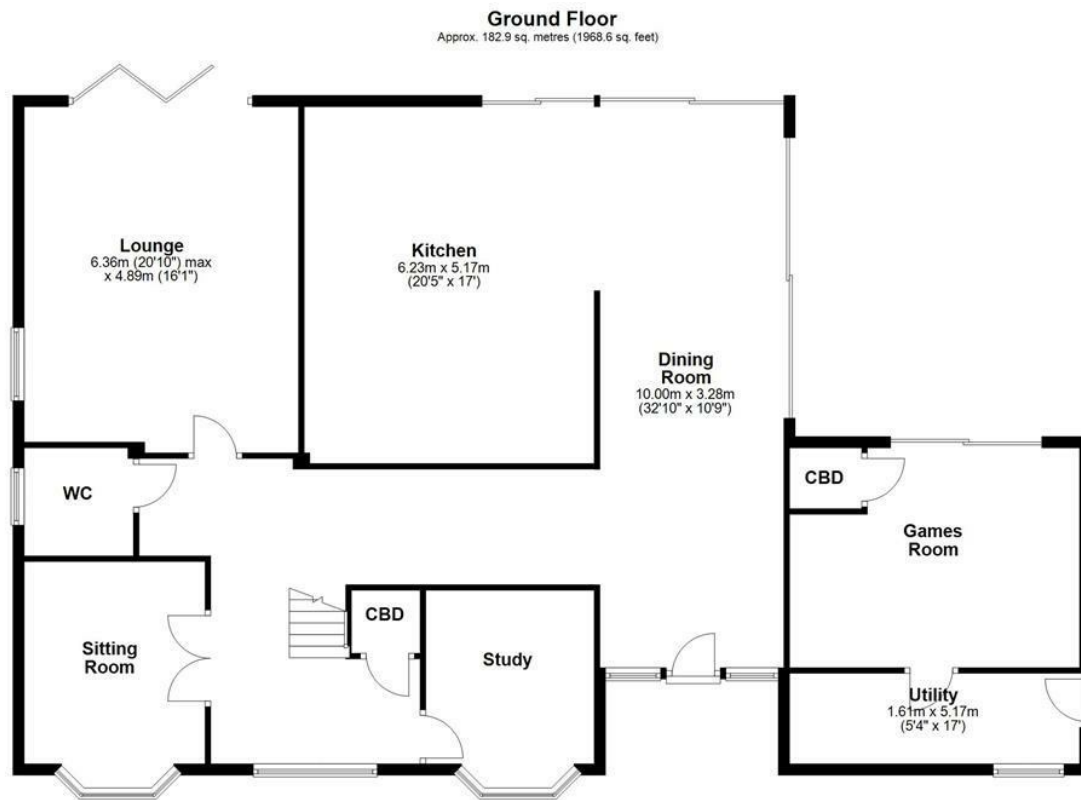 Ground Floor
Approx. 182.9 sq. metres (1968.6 sq. feet)
Lounge
6.36m (20'10") max
x 4.89m (16'1")
Kitchen
6.23m x 5.17m
(20'5" x 17')
Dining
Room
10.00m x 3.28m
(32'10" x 10'9")
WC
CBD
Games
Room
Sitting
Room
CBD
Study
Utility
1.61m x 5.17m
(5'4" x 17')